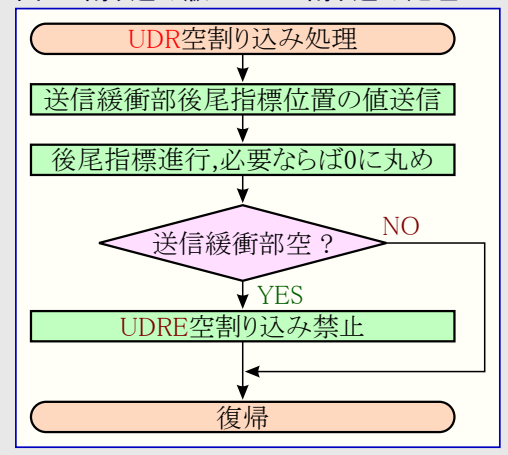 UDR空割り込み処理
送信緩衝部後尾指標位置の値送信
後尾指標進行,必要ならば0に丸め
送信緩衝部空 ?
NO
YES
UDRE空割り込み禁止
復帰